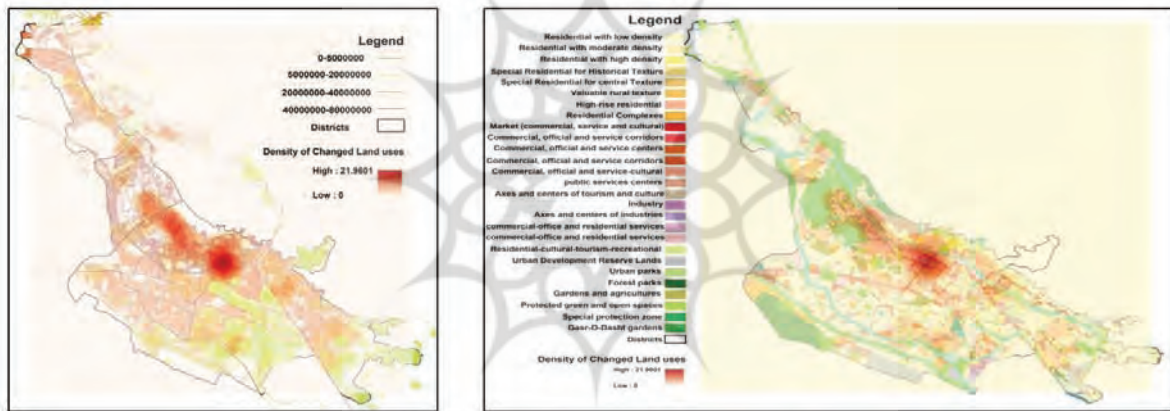 Legend
0-5000000
5000000-20000000
20000000-40000000
40000000-80000000
Districts
Density of Changed Land uses
High : 21.9601
Low : 0
Legend
Residential with low density
Residential with moderate density
Residential with high density
Special Residential for Historical Texture
Special Residential for central Texture
Valuable rural texture
High-rise residential
Residential Complexes
Market (commercial, service and cultural)
Commercial, official and service corridors
Commercial, official and service centers
Commercial, official and service corridors
Commercial, official and service-cultural
public services centers
Axes and centers of tourism and culture
Industry
Axes and centers of industries
commercial-office and residential services
commercial-office and residential services
Residential-cultural-tourism-recreational
Urban Development Reserve Lands
Urban parks
Forest parks
Gardens and agricultures
Protected green and open spaces
Special protection zone
Gasr-D-Dasht gardens
Districts
Density of Changed Land uses
High : 21.9601
Low : 0